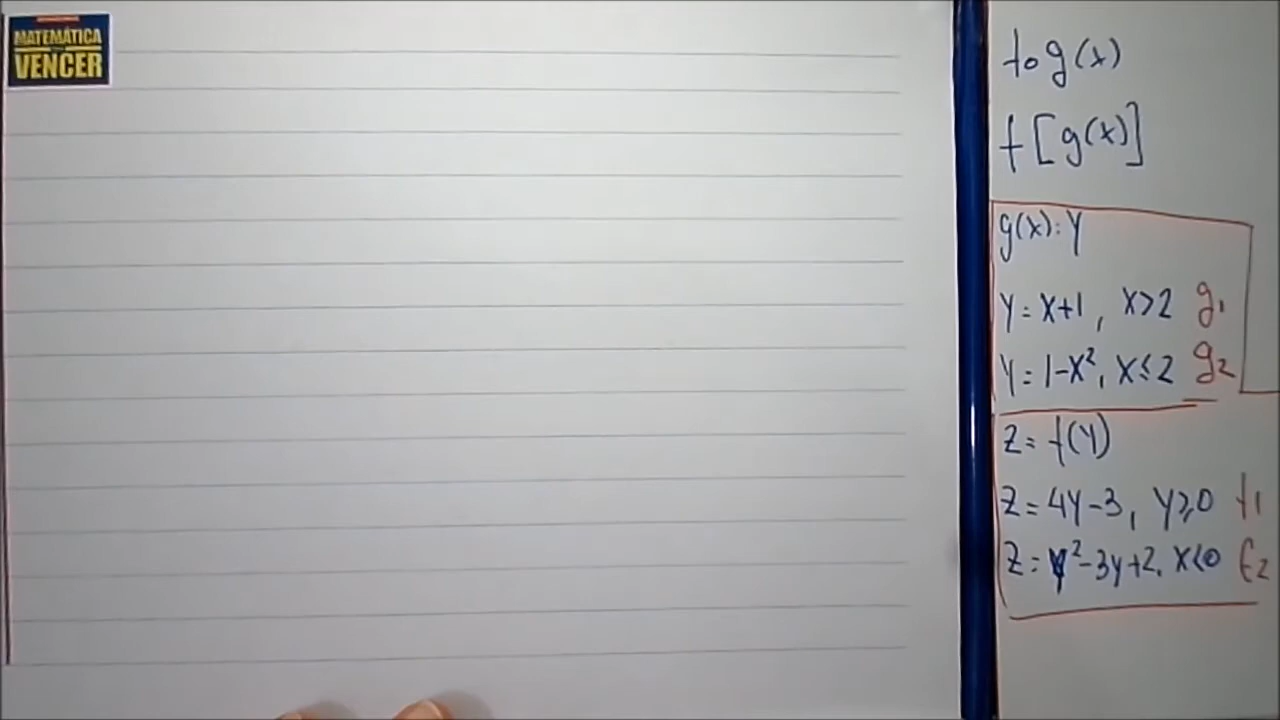 MATEMÁTICA
VENCER
fog(x)
f[g(x)]
g(x):Y
Y=X+1, X>2 g1
Y=1-X², X≤2 g2
Z=f(Y)
Z=4Y-3, Y≥0 f1
Z=Y²-3y+2, X<0 f2